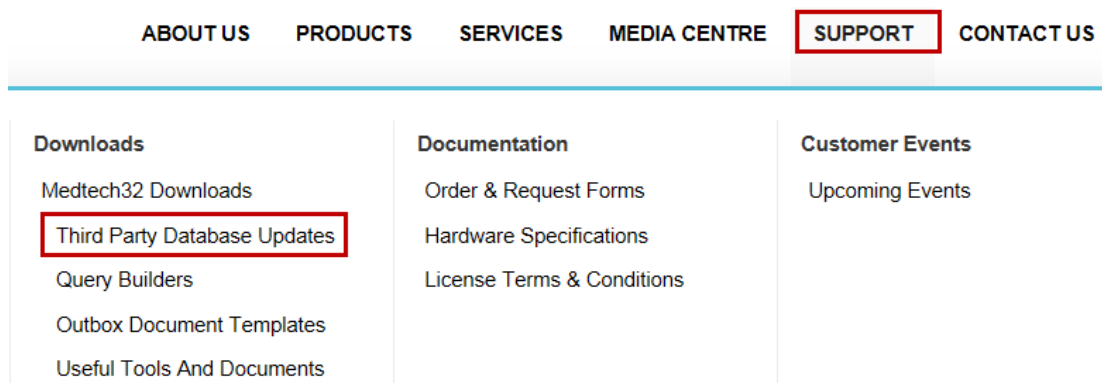 ABOUT US PRODUCTS SERVICES MEDIA CENTRE SUPPORT CONTACT US
Downloads
Medtech32 Downloads
Third Party Database Updates
Query Builders
Outbox Document Templates
Useful Tools And Documents
Documentation
Order & Request Forms
Hardware Specifications
License Terms & Conditions
Customer Events
Upcoming Events